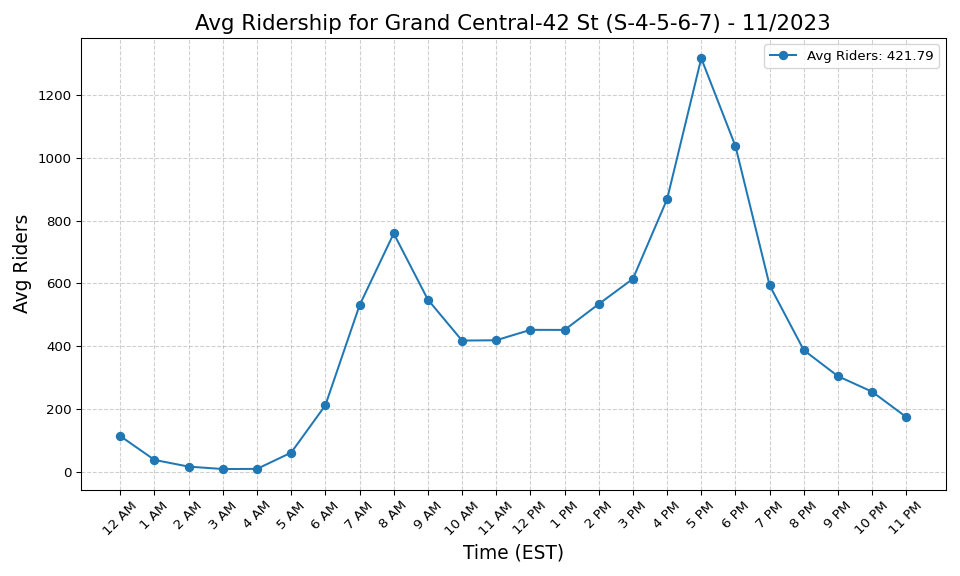 Avg Ridership for Grand Central-42 St (S-4-5-6-7) - 11/2023
Avg Riders: 421.79
Avg Riders
1200
1000
800
600
400
200
0
12 AM
1 AM
2 AM
3 AM
4 AM
5 AM
6 AM
7 AM
8 AM
9 AM
10 AM
11 AM
12 PM
1 PM
2 PM
3 PM
4 PM
5 PM
6 PM
7 PM
8 PM
9 PM
10 PM
11 PM
Time (EST)